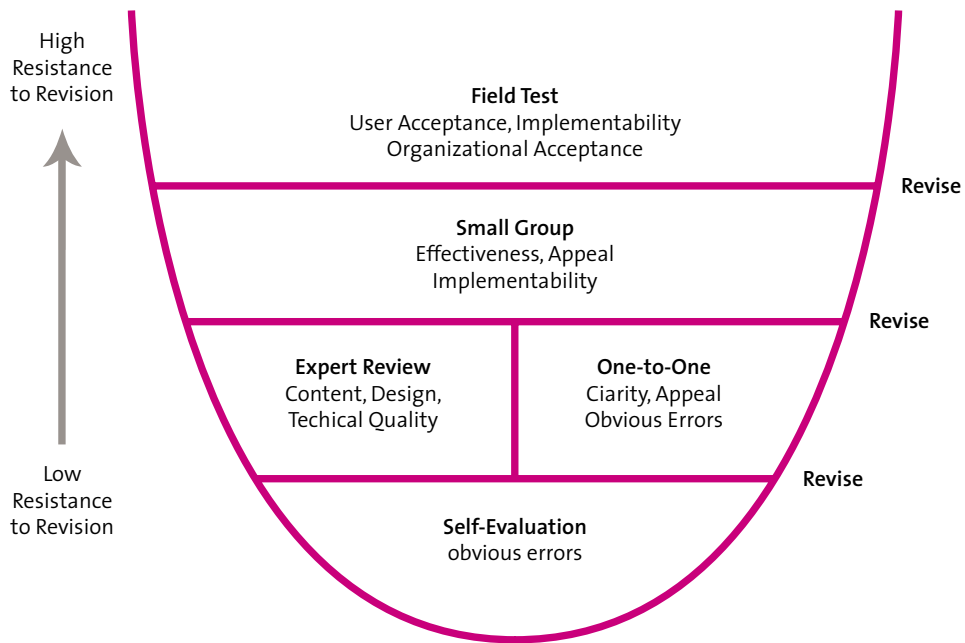 High
Resistance
to Revision
Field Test
User Acceptance, Implementability
Organizational Acceptance
Revise
Small Group
Effectiveness, Appeal
Implementability
Revise
Expert Review
Content, Design,
Techical Quality
One-to-One
Ciarity, Appeal
Obvious Errors
Revise
Low
Resistance
to Revision
Self-Evaluation
obvious errors